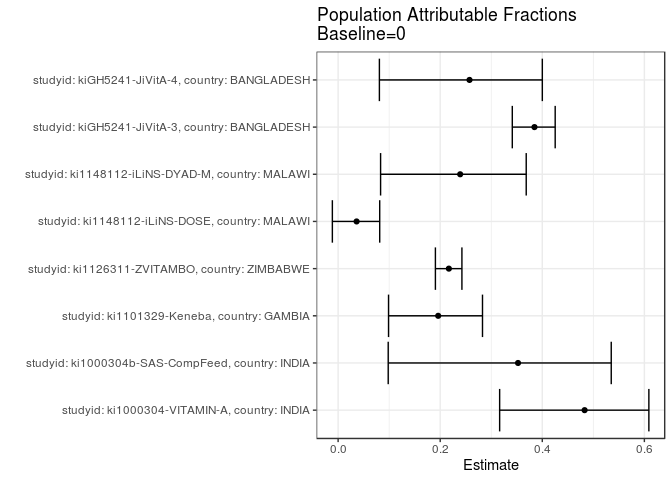 Population Attributable Fractions
Baseline=0
studyid: kiGH5241-JiVitA-4, country: BANGLADESH
studyid: kiGH5241-JiVitA-3, country: BANGLADESH
studyid: ki1148112-iLiNS-DYAD-M, country: MALAWI
studyid: ki1148112-iLiNS-DOSE, country: MALAWI
studyid: ki1126311-ZVITAMBO, country: ZIMBABWE
studyid: ki1101329-Keneba, country: GAMBIA
studyid: ki1000304b-SAS-CompFeed, country: INDIA
studyid: ki1000304-VITAMIN-A, country: INDIA
0.0 0.2 0.4 0.6
Estimate